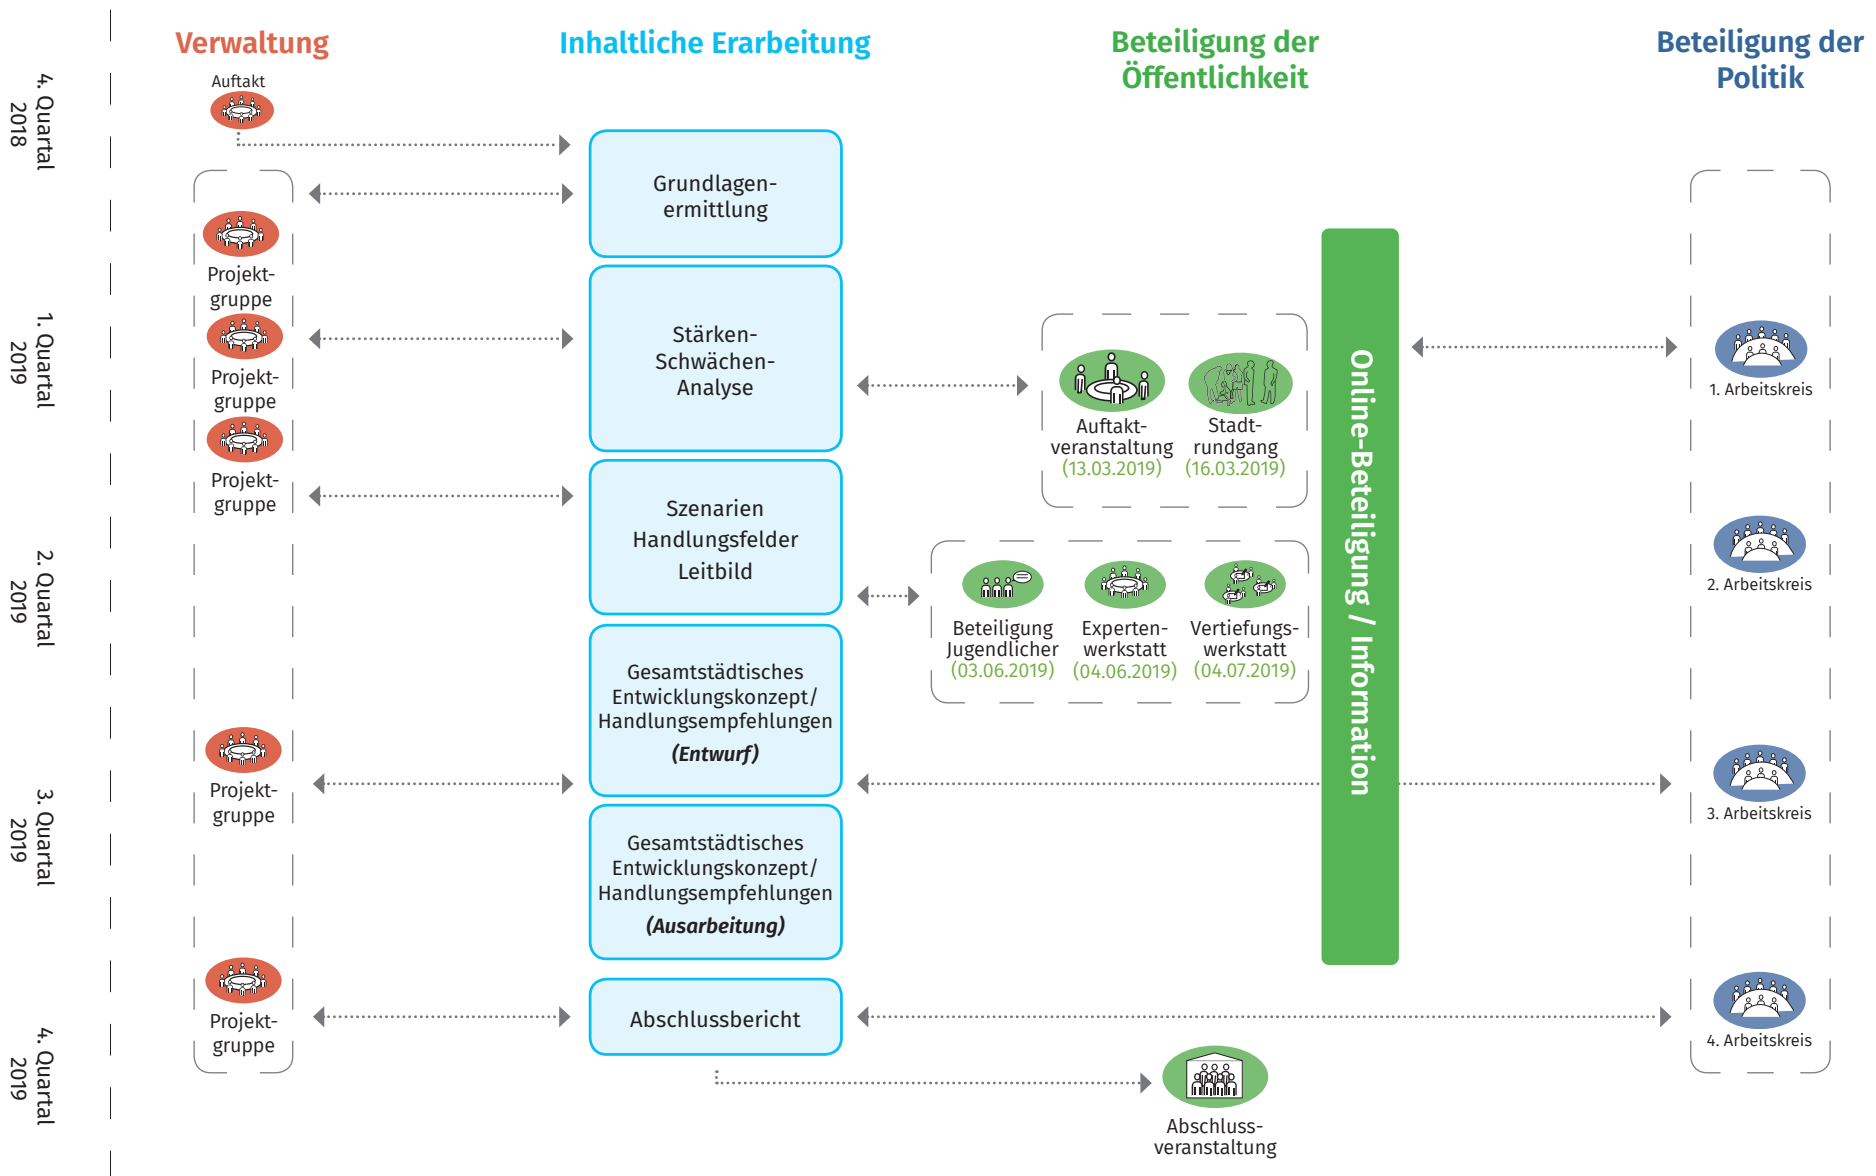 4. Quartal
2018
1. Quartal
2019
2. Quartal
2019
3. Quartal
2019
4. Quartal
2019
Verwaltung
Auftakt
Projekt-
gruppe
Projekt-
gruppe
Projekt-
gruppe
Projekt-
gruppe
Projekt-
gruppe
Inhaltliche Erarbeitung
Grundlagen-
ermittlung
Stärken-
Schwächen-
Analyse
Szenarien
Handlungsfelder
Leitbild
Gesamtstädtisches
Entwicklungskonzept/
Handlungsempfehlungen
(Entwurf)
Gesamtstädtisches
Entwicklungskonzept/
Handlungsempfehlungen
(Ausarbeitung)
Abschlussbericht
Beteiligung der
Öffentlichkeit
Auftakt-
veranstaltung
(13.03.2019)
Stadt-
rundgang
(16.03.2019)
Beteiligung
Jugendlicher
(03.06.2019)
Experten-
werkstatt
(04.06.2019)
Vertiefungs-
werkstatt
(04.07.2019)
Online-Beteiligung / Information
Abschluss-
veranstaltung
Beteiligung der
Politik
1. Arbeitskreis
2. Arbeitskreis
3. Arbeitskreis
4. Arbeitskreis